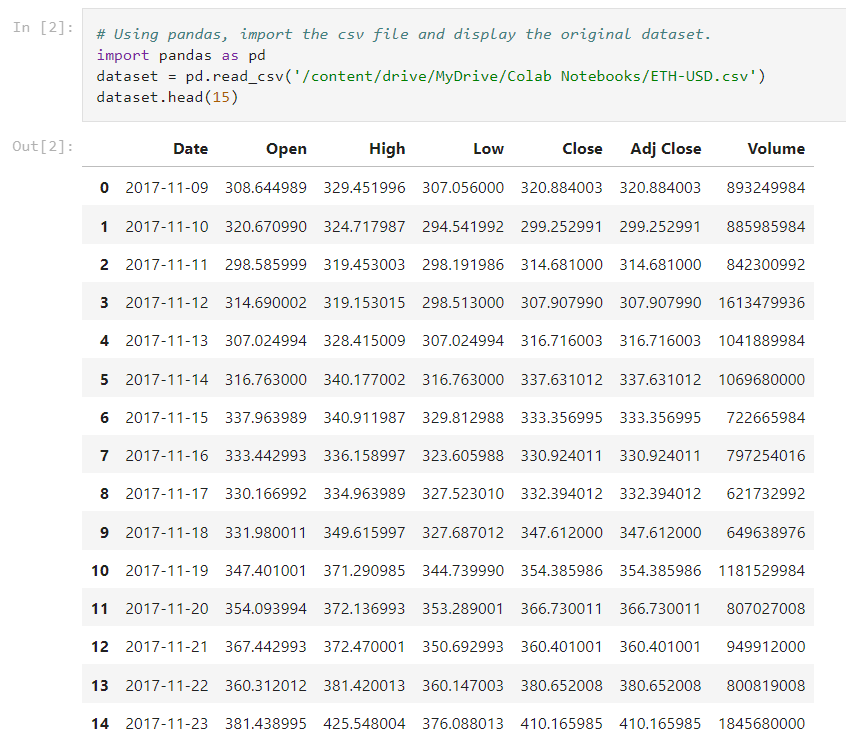 In [2]:
# Using pandas, import the csv file and display the original dataset.
import pandas as pd
dataset = pd.read_csv('/content/drive/MyDrive/Colab Notebooks/ETH-USD.csv')
dataset.head(15)
Out[2]:
Date Open High Low Close Adj Close Volume
0 2017-11-09 308.644989 329.451996 307.056000 320.884003 320.884003 893249984
1 2017-11-10 320.670990 324.717987 294.541992 299.252991 299.252991 885985984
2 2017-11-11 298.585999 319.453003 298.191986 314.681000 314.681000 842300992
3 2017-11-12 314.690002 319.153015 298.513000 307.907990 307.907990 1613479936
4 2017-11-13 307.024994 328.415009 307.024994 316.716003 316.716003 1041889984
5 2017-11-14 316.763000 340.177002 316.763000 337.631012 337.631012 1069680000
6 2017-11-15 337.963989 340.911987 329.812988 333.356995 333.356995 722665984
7 2017-11-16 333.442993 336.158997 323.605988 330.924011 330.924011 797254016
8 2017-11-17 330.166992 334.963989 327.523010 332.394012 332.394012 621732992
9 2017-11-18 331.980011 349.615997 327.687012 347.612000 347.612000 649638976
10 2017-11-19 347.401001 371.290985 344.739990 354.385986 354.385986 1181529984
11 2017-11-20 354.093994 372.136993 353.289001 366.730011 366.730011 807027008
12 2017-11-21 367.442993 372.470001 350.692993 360.401001 360.401001 949912000
13 2017-11-22 360.312012 381.420013 360.147003 380.652008 380.652008 800819008
14 2017-11-23 381.438995 425.548004 376.088013 410.165985 410.165985 1845680000